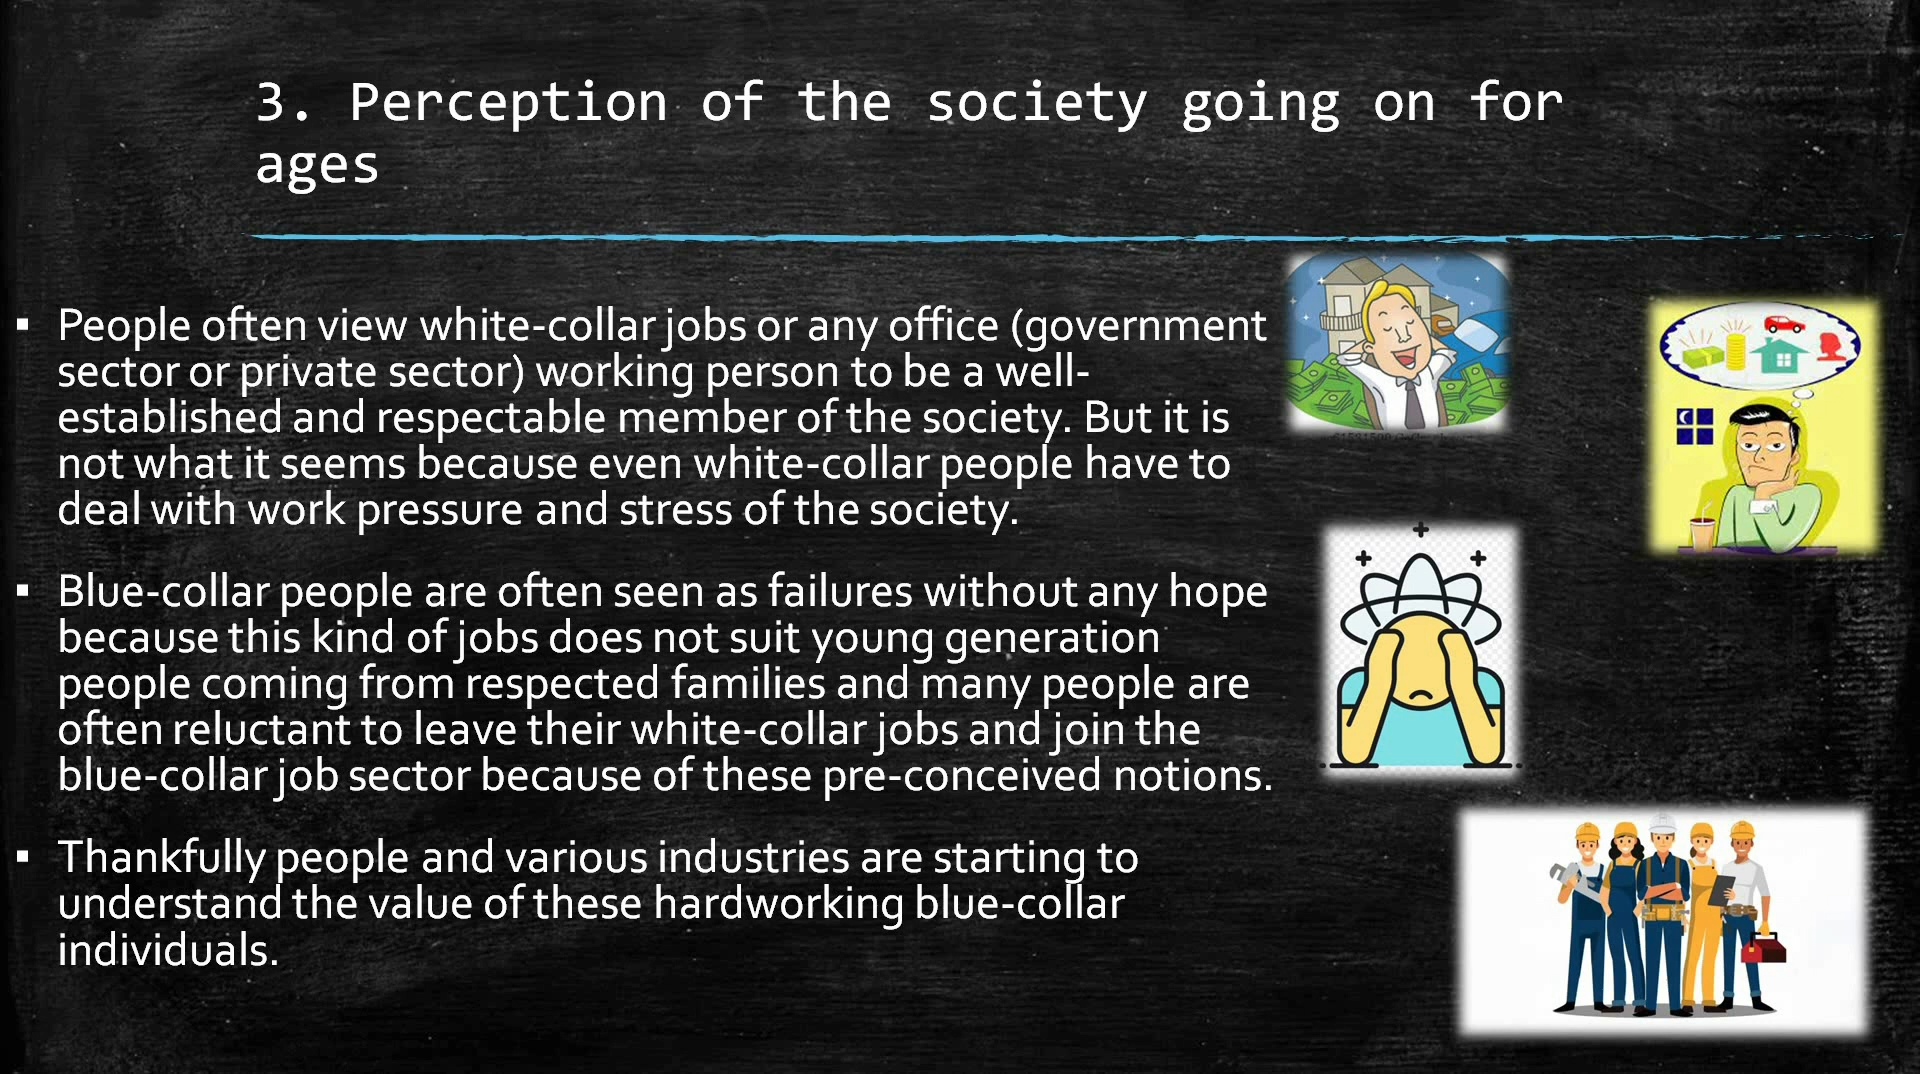 3. Perception of the society going on for
ages
▪ People often view white-collar jobs or any office (government
sector or private sector) working person to be a well-
established and respectable member of the society. But it is
not what it seems because even white-collar people have to
deal with work pressure and stress of the society.
▪ Blue-collar people are often seen as failures without any hope
because this kind of jobs does not suit young generation
people coming from respected families and many people are
often reluctant to leave their white-collar jobs and join the
blue-collar job sector because of these pre-conceived notions.
▪ Thankfully people and various industries are starting to
understand the value of these hardworking blue-collar
individuals.